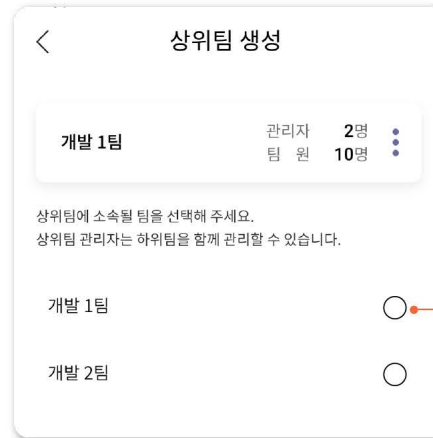 상위팀 생성
개발 1팀
관리자 2명
팀 원 10명
상위팀에 소속될 팀을 선택해 주세요.
상위팀 관리자는 하위팀을 함께 관리할 수 있습니다.
개발 1팀
개발 2팀